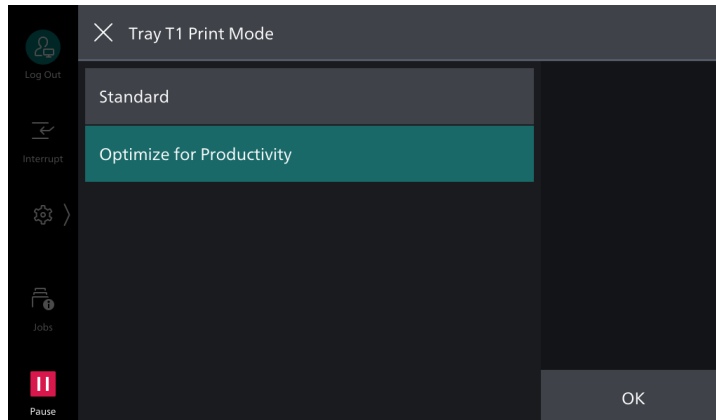 Tray T1 Print Mode
Log Out
Standard
Interrupt
Optimize for Productivity
Jobs
Pause
OK